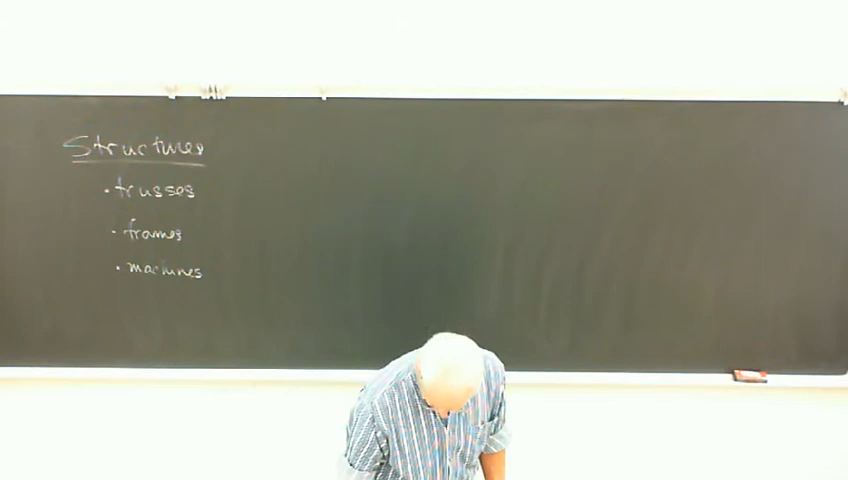 Structures
· trusses
· frames
· machines